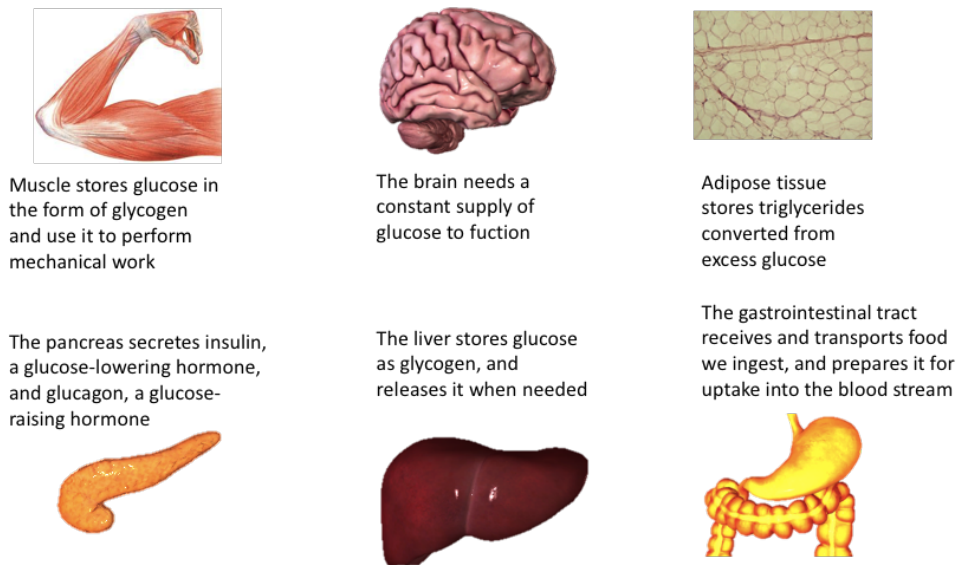 Muscle stores glucose in
the form of glycogen
and use it to perform
mechanical work
The brain needs a
constant supply of
glucose to fuction
Adipose tissue
stores triglycerides
converted from
excess glucose
The pancreas secretes insulin,
a glucose-lowering hormone,
and glucagon, a glucose-
raising hormone
The liver stores glucose
as glycogen, and
releases it when needed
The gastrointestinal tract
receives and transports food
we ingest, and prepares it for
uptake into the blood stream